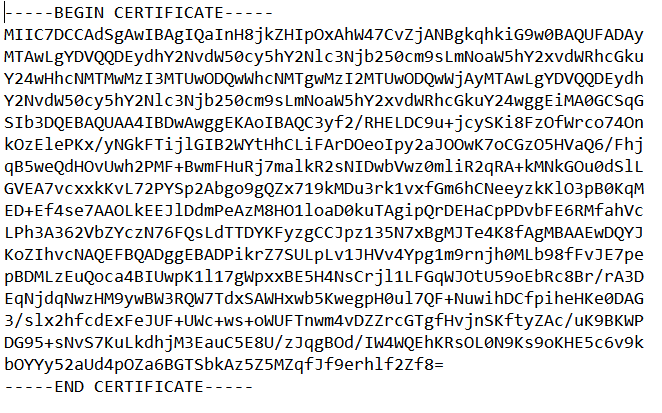 -----BEGIN CERTIFICATE-----
MIIC7DCCAdSgAwIBAgIQaInH8jkZHIpOxAhW47CvZjANBgkqhkiG9w0BAQUFADAy
MTAwLgYDVQQDEydhY2NvdW50cy5hY2Nlc3Njb250cm9sLmNoaW5hY2xvdWRhcGku
Y24wHhcNMTMwMzI3MTUwODQwWhcNMTgwMzI2MTUwODQwWjAyMTAwLgYDVQQDEydh
Y2NvdW50cy5hY2Nlc3Njb250cm9sLmNoaW5hY2xvdWRhcGkuY24wggEiMA0GCSqG
SIb3DQEBAQUAA4IBDwAwggEKAoIBAQC3yf2/RHELDC9u+jcySKi8FzOfWrco74On
kOzElePKx/yNGkFTijlGIB2WYtHhCLiFArDOeoIpy2aJOOwK7oCGzO5HVaQ6/Fhj
qB5weQdHOvUwh2PMF+BwmFHuRj7malkR2sNIDwbVwz0mliR2qRA+kMNkGOu0dSlL
GVEA7vcxxkKvL72PYSp2Abgo9gQZx719kMDu3rk1vxfGm6hCNeeyzkKlO3pB0KqM
ED+Ef4se7AAOLkEEJlDdmPeAzM8HO1loaD0kuTAgipQrDEHaCpPDvbFE6RMfahVc
LPh3A362VbZYczN76FQsLdTTDYKFyzgCCJpz135N7xBgMJTe4K8fAgMBAAEwDQYJ
KoZIhvcNAQEFBQADggEBADPikrZ7SULpLv1JHVv4Ypg1m9rnjh0MLb98fFvJE7pe
pBDMLzEuQoca4BIUwpK1l17gWpxxBE5H4NsCrjl1LFGqWJOtU59oEbRc8Br/rA3D
EqNjdqNwzHM9ywBW3RQW7TdxSAWHxwb5KwegpH0ul7QF+NuwihDCfpiheHKe0DAG
3/slx2hfcdExFeJUF+UWc+ws+oWUFTnwm4vDZZrcGTgfHvjnSKftyZAc/uK9BKWP
DG95+sNvS7KuLkdhjM3EauC5E8U/zJqgBOd/IW4WQEhKRsOL0N9Ks9oKHE5c6v9k
bOYYy52aUd4pOZa6BGTSbkAz5Z5MZqfJf9erhlf2Zf8=
-----END CERTIFICATE-----